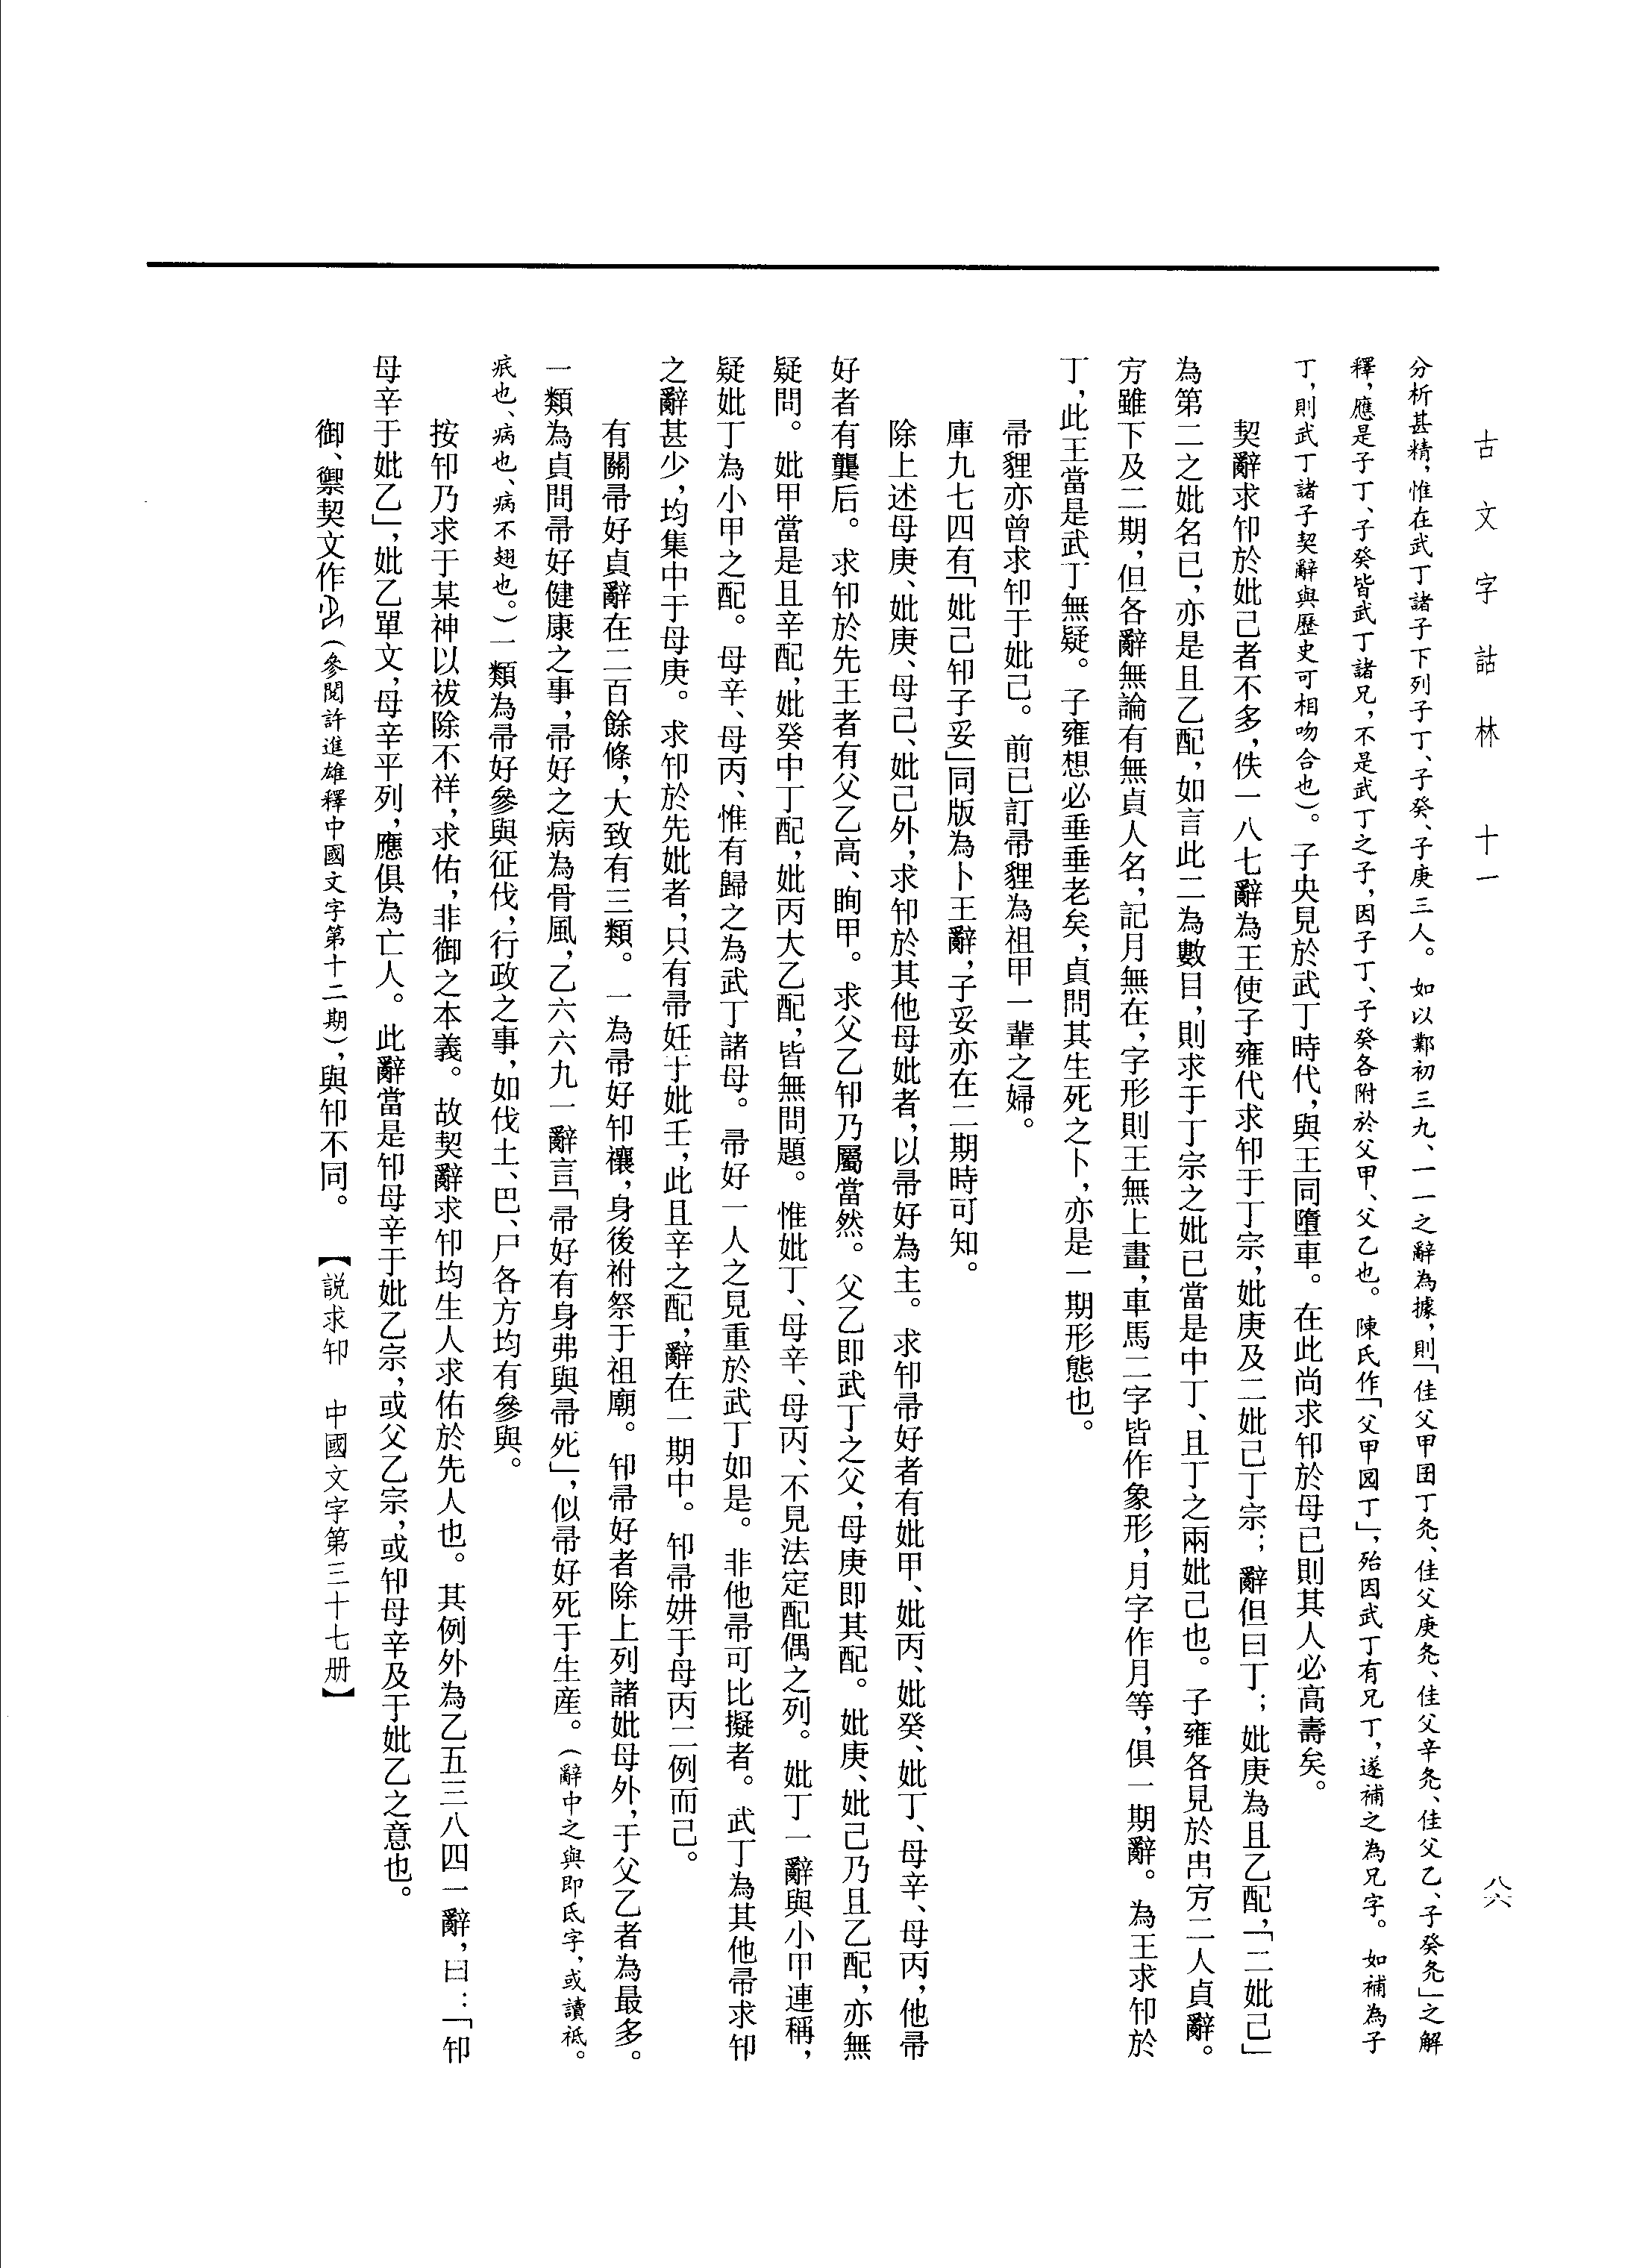 古文字詁林　十一
八六
分析甚精，惟在武丁諸子下列子丁、子癸、子庚三人。如以鄴初三九、一一之辭為據，則「隹父甲囝丁𡆥、隹父庚𡆥、隹父辛𡆥、隹父乙、子癸𡆥」之解
釋，應是子丁、子癸皆武丁諸兄，不是武丁之子，因子丁、子癸各附於父甲、父乙也。陳氏作「父甲园丁」，殆因武丁有兄丁，遂補之為兄字。如補為子
丁，則武丁諸子契辭與歷史可相吻合也）。子央見於武丁時代，與王同墮車。在此尚求卸於母已則其人必高壽矣。
契辭求卸於妣己者不多，佚一八七辭為王使子雍代求卸于丁宗，妣庚及二妣己丁宗；辭但曰丁；妣庚為且乙配，「二妣己」
為第二之妣名已，亦是且乙配，如言此二為數目，則求于丁宗之妣已當是中丁、且丁之兩妣己也。子雍各見於𠱠㝑二人貞辭。
㝑雖下及二期，但各辭無論有無貞人名，記月無在，字形則王無上畫，車馬二字皆作象形，月字作月等，俱一期辭。為王求卸於
丁，此王當是武丁無疑。子雍想必垂垂老矣，貞問其生死之卜，亦是一期形態也。
帚貍亦曾求卸于妣己。前已訂帚貍為祖甲一輩之婦。
庫九七四有「妣己卸子妥」同版為卜王辭，子妥亦在二期時可知。
除上述母庚、妣庚、母己、妣己外，求卸於其他母妣者，以帚好為主。求卸帚好者有妣甲、妣丙、妣癸、妣丁、母辛、母丙，他帚
好者有龔后。求卸於先王者有父乙高、眴甲。求父乙卸乃屬當然。父乙即武丁之父，母庚即其配。妣庚、妣己乃且乙配，亦無
疑問。妣甲當是且辛配，妣癸中丁配，妣丙大乙配，皆無問題。惟妣丁、母辛、母丙、不見法定配偶之列。妣丁一辭與小甲連稱，
疑妣丁為小甲之配。母辛、母丙、惟有歸之為武丁諸母。帚好一人之見重於武丁如是。非他帚可比擬者。武丁為其他帚求卸
之辭甚少，均集中于母庚。求卸於先妣者，只有帚妊于妣壬，此且辛之配，辭在一期中。卸帚妌于母丙二例而已。
有關帚好貞辭在二百餘條，大致有三類。一為帚好卸禳，身後祔祭于祖廟。卸帚好者除上列諸妣母外，于父乙者為最多。
一類為貞問帚好健康之事，帚好之病為骨風，乙六六九一辭言「帚好有身弗與帚死」，似帚好死于生産。（辭中之與即氐字，或讀祇。
疧也、病也、病不翅也。）一類為帚好參與征伐，行政之事，如伐土、巴、尸各方均有參與。
按卸乃求于某神以祓除不祥，求佑，非御之本義。故契辭求卸均生人求佑於先人也。其例外為乙五三八四一辭，曰：「卸
母辛于妣乙」，妣乙單文，母辛平列，應俱為亡人。此辭當是卸母辛于妣乙宗，或父乙宗，或卸母辛及于妣乙之意也。
御、禦契文作（參閱許進雄釋中國文字第十二期），與卸不同。　【説求卸　中國文字第三十七册】